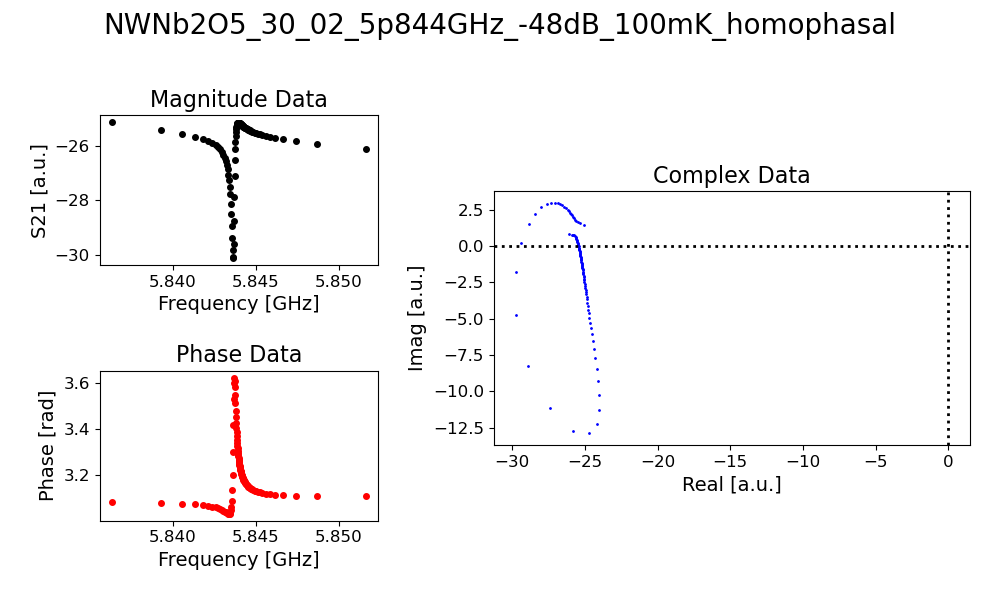 NWNb2O5_30_02_5p844GHz_-48dB_100mK_homophasal
Magnitude Data
S21 [a.u.]
−26
−28
−30
5.840 5.845 5.850
Frequency [GHz]
Phase Data
Phase [rad]
3.6
3.4
3.2
5.840 5.845 5.850
Frequency [GHz]
Complex Data
Imag [a.u.]
2.5
0.0
−2.5
−5.0
−7.5
−10.0
−12.5
−30 −25 −20 −15 −10 −5 0
Real [a.u.]